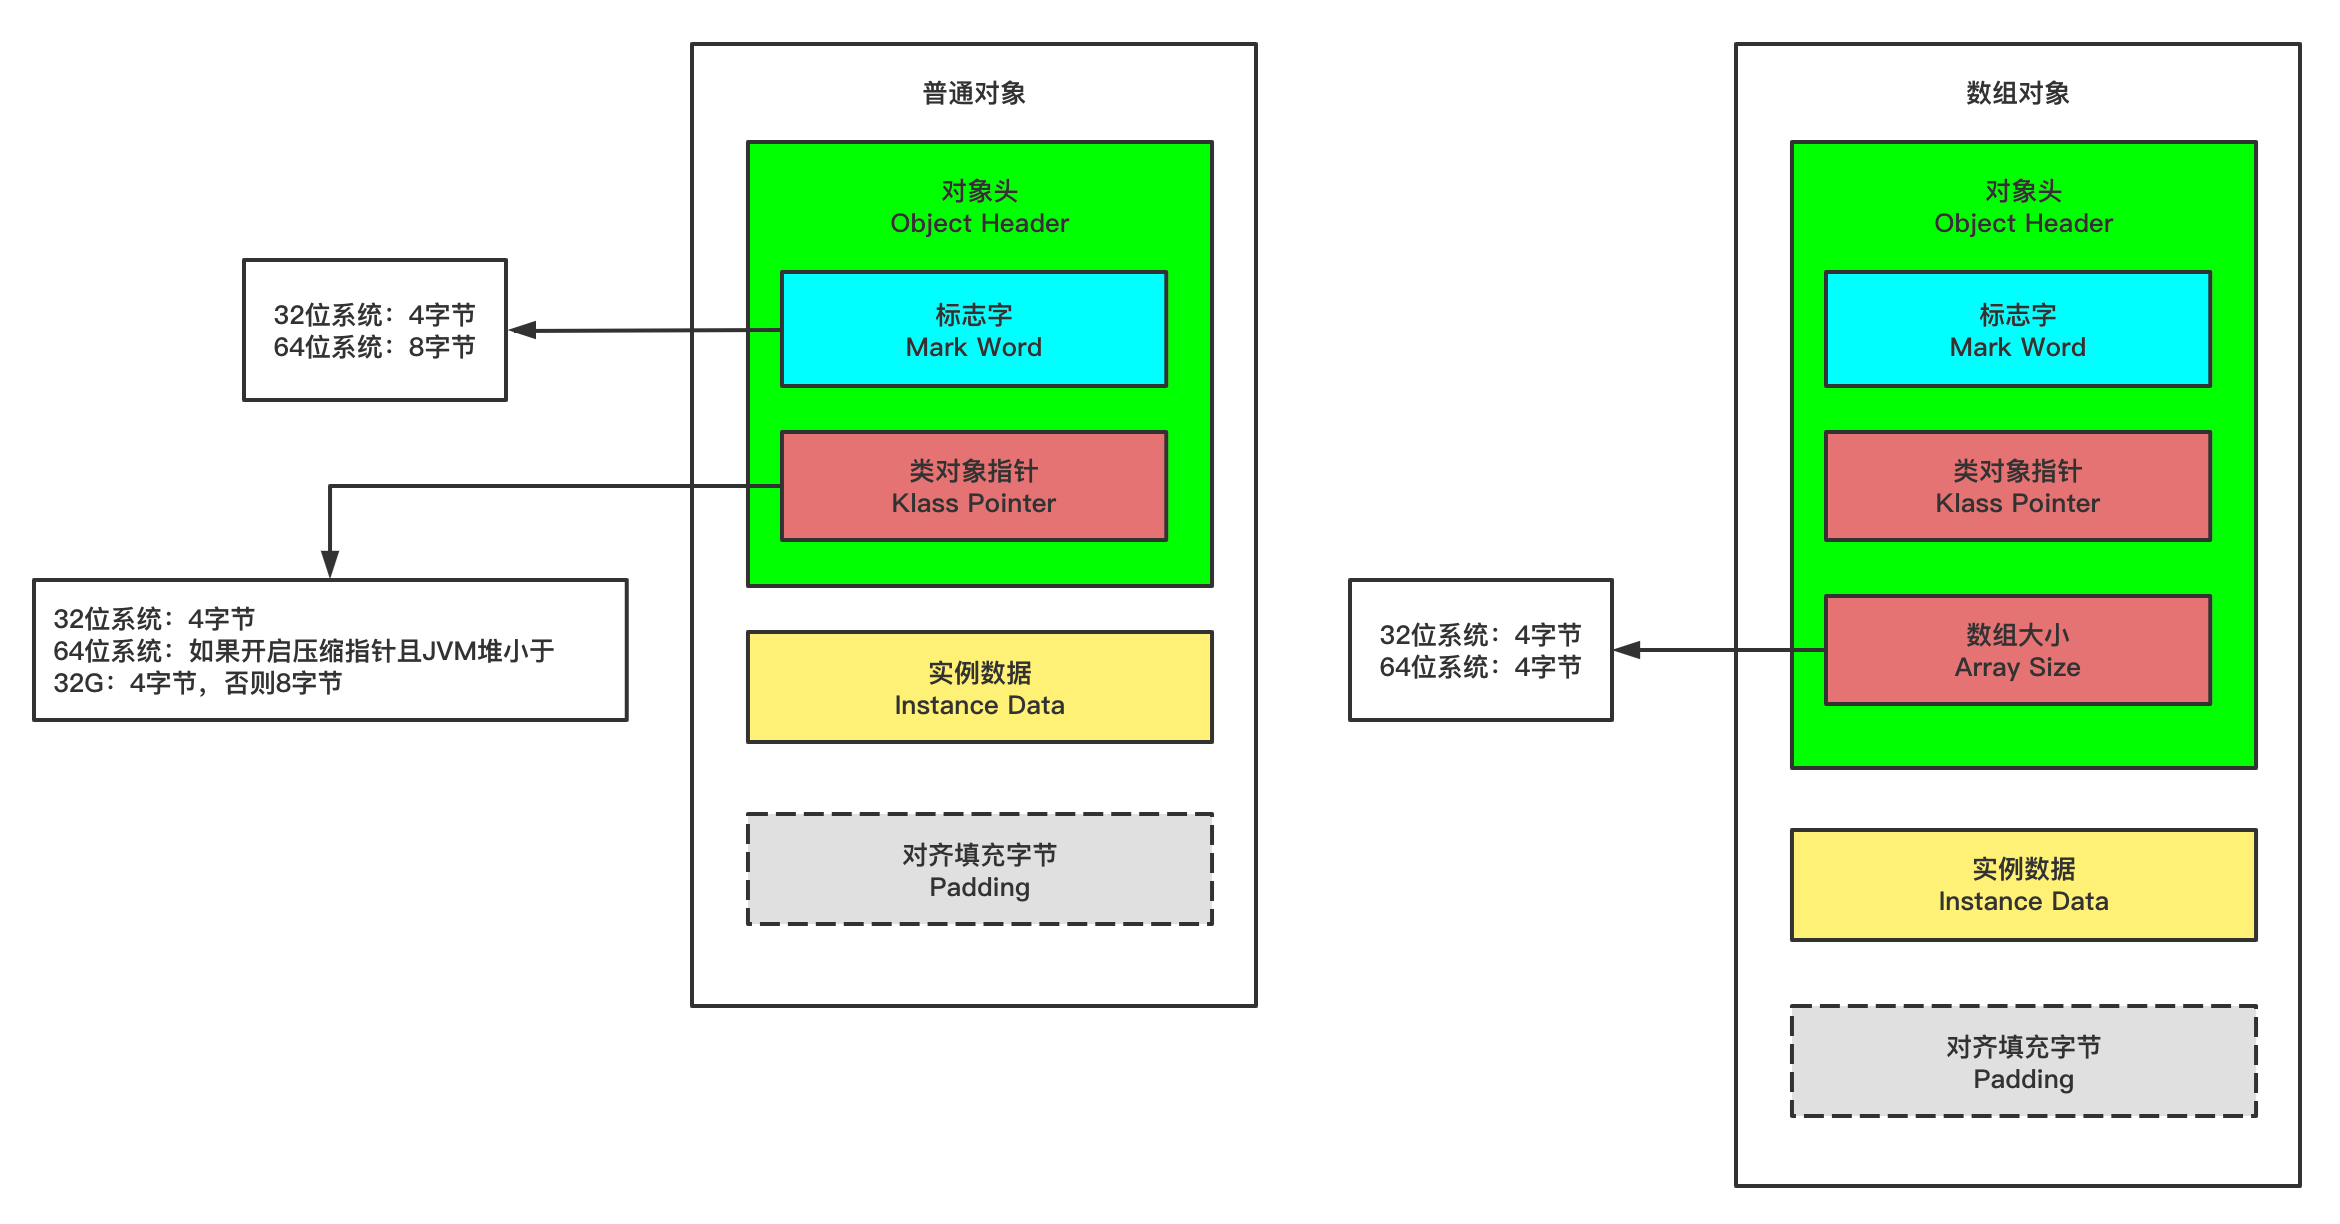 普通对象
对象头
Object Header
标志字
Mark Word
32位系统：4字节
64位系统：8字节
类对象指针
Klass Pointer
32位系统：4字节
64位系统：如果开启压缩指针且JVM堆小于
32G：4字节，否则8字节
实例数据
Instance Data
对齐填充字节
Padding
数组对象
对象头
Object Header
标志字
Mark Word
类对象指针
Klass Pointer
数组大小
Array Size
32位系统：4字节
64位系统：4字节
实例数据
Instance Data
对齐填充字节
Padding